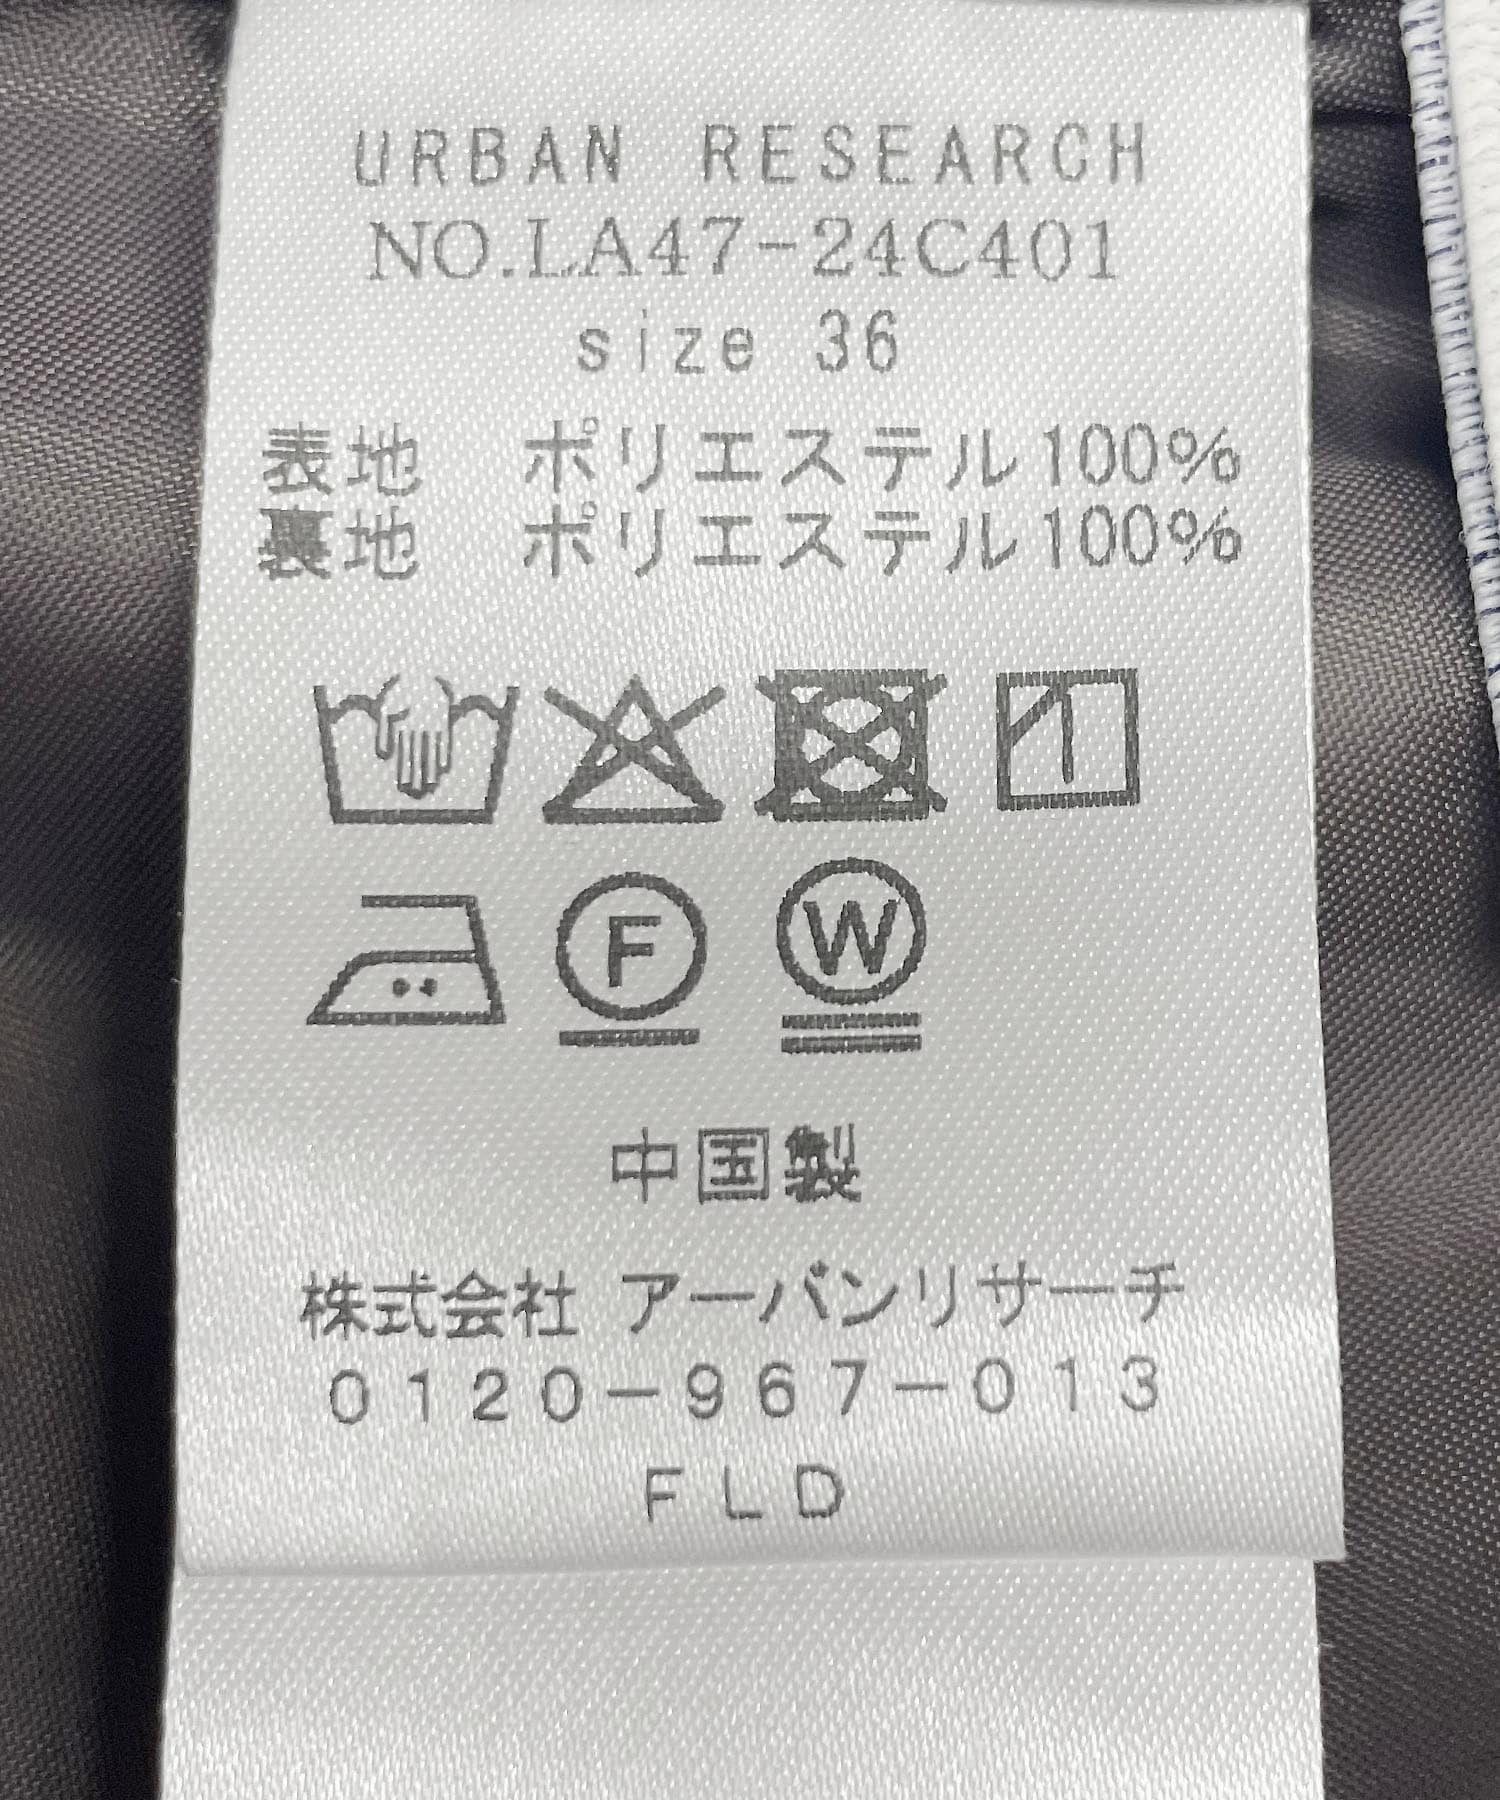 URBAN RESEARCH
NO.LA47-24C401
size 36
表地 ポリエステル100%
裏地 ポリエステル100%
F W
中国製
株式会社 アーバンリサーチ
0120-967-013
FLD